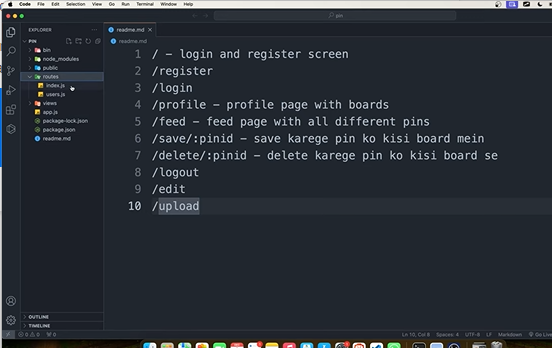 Code File Edit Selection View Go Run Terminal Window Help
pin
EXPLORER
readme.md
PIN
readme.md
bin
node_modules
public
routes
index.js
users.js
views
app.js
package-lock.json
package.json
readme.md
1 / – login and register screen
2 /register
3 /login
4 /profile – profile page with boards
5 /feed – feed page with all different pins
6 /save/:pinid – save karege pin ko kisi board mein
7 /delete/:pinid – delete karege pin ko kisi board se
8 /logout
9 /edit
10 /upload
OUTLINE
TIMELINE
Ln 10, Col 8 Spaces: 4 UTF-8 LF Markdown Go Live